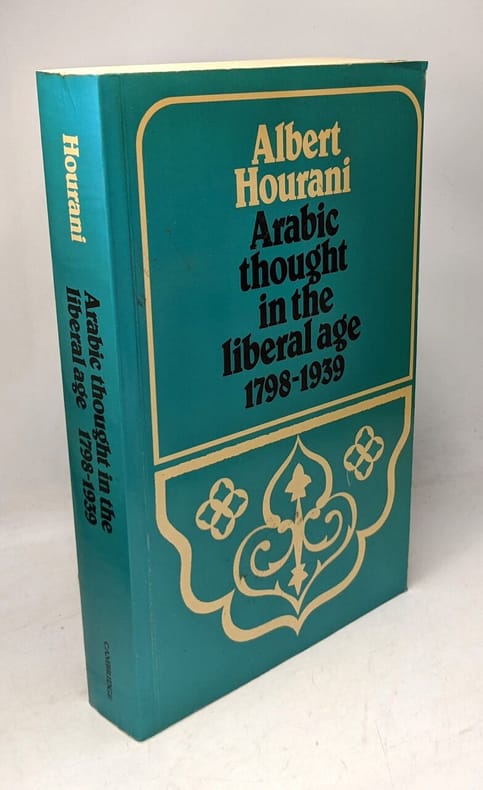 Albert
Hourani
Arabic
thought
in the
liberal age
1798-1939
Hourani
Arabic thought in the
liberal age 1798-1939
CAMBRIDGE